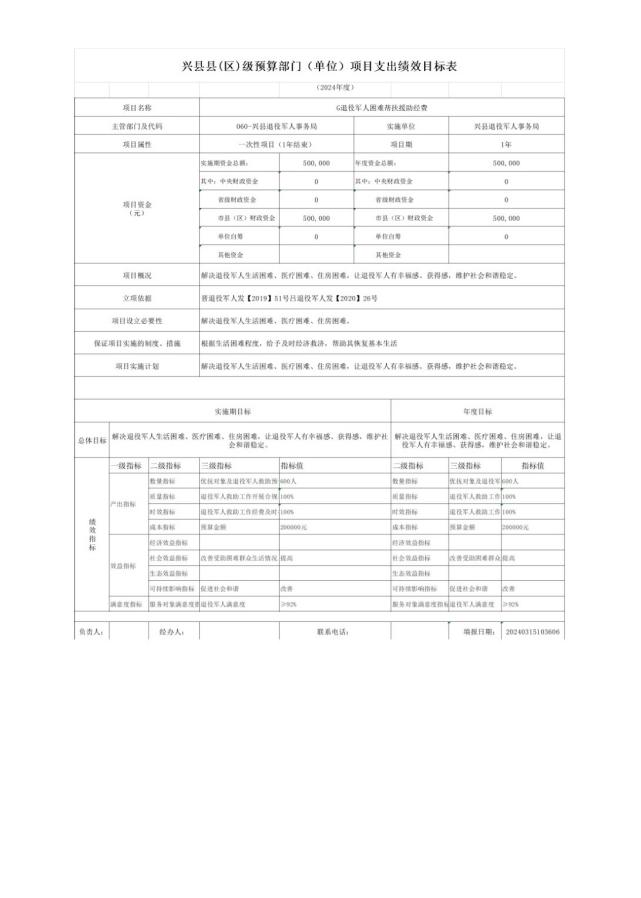 兴县县(区)级预算部门（单位）项目支出绩效目标表
（2024年度）
项目名称 G退役军人困难帮扶援助经费
主管部门及代码 060-兴县退役军人事务局 实施单位 兴县退役军人事务局
项目属性 一次性项目（1年结束） 项目期 1年
项目资金（元） 实施期资金总额: 500,000 年度资金总额: 500,000
其中: 中央财政资金 0 其中: 中央财政资金 0
省级财政资金 0 省级财政资金 0
市县（区）财政资金 500,000 市县（区）财政资金 500,000
单位自筹 0 单位自筹 0
其他资金 其他资金
项目概况 解决退役军人生活困难、医疗困难、住房困难，让退役军人有幸福感、获得感，维护社会和谐稳定。
立项依据 晋退役军人发【2019】51号吕退役军人发【2020】26号
项目设立必要性 解决退役军人生活困难、医疗困难、住房困难。
保证项目实施的制度、措施 根据生活困难程度，给予及时经济救济，帮助其恢复基本生活
项目实施计划 解决退役军人生活困难、医疗困难、住房困难，让退役军人有幸福感、获得感，维护社会和谐稳定。
实施期目标 年度目标
总体目标 解决退役军人生活困难、医疗困难、住房困难，让退役军人有幸福感、获得感，维护社会和谐稳定。 解决退役军人生活困难、医疗困难、住房困难，让退役军人有幸福感、获得感，维护社会和谐稳定。
绩效指标 一级指标 二级指标 三级指标 指标值 二级指标 三级指标 指标值
产出指标 数量指标 优抚对象及退役军人救助预 600人 数量指标 优抚对象及退役军 600人
质量指标 退役军人救助工作开展合规 100% 质量指标 退役军人救助工作 100%
时效指标 退役军人救助工作经费及时 100% 时效指标 退役军人救助工作 100%
成本指标 预算金额 200000元 成本指标 预算金额 200000元
效益指标 经济效益指标 经济效益指标
社会效益指标 改善受助困难群众生活情况 提高 社会效益指标 改善受助困难群众 提高
生态效益指标 生态效益指标
可持续影响指标 促进社会和谐 改善 可持续影响指标 促进社会和谐 改善
满意度指标 服务对象满意度指 退役军人满意度 ≥92% 服务对象满意度指标 退役军人满意度 ≥92%
负责人: 经办人: 联系电话: 填报日期: 20240315103606